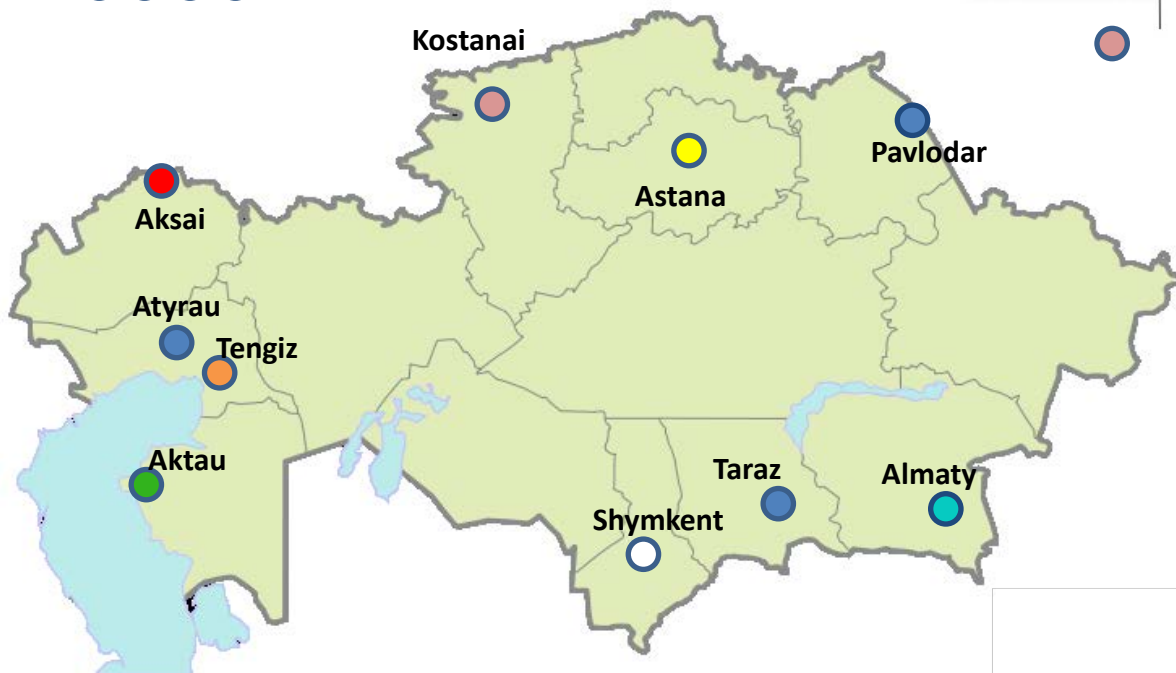 Kostanai
Pavlodar
Astana
Aksai
Atyrau
Tengiz
Aktau
Taraz
Almaty
Shymkent